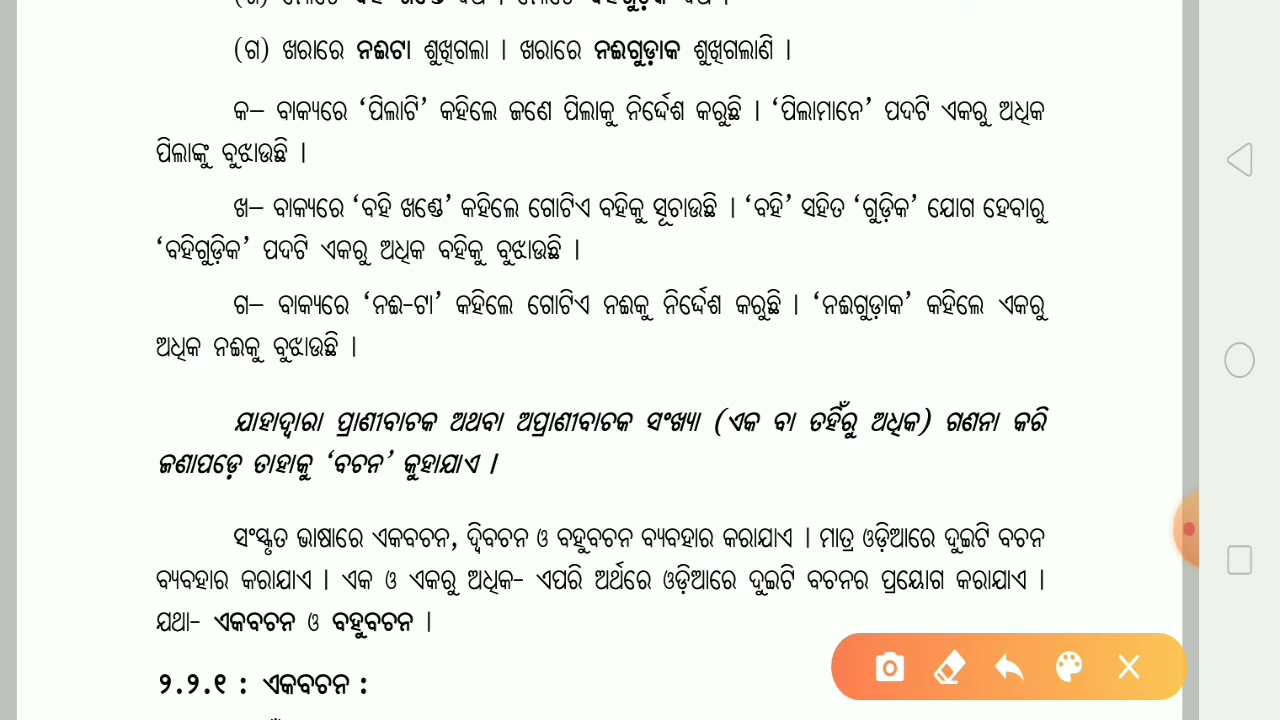 (ଗ) ଖରାରେ ନଈଟା ଶୁଖିଗଲା | ଖରାରେ ନଈଗୁଡ଼ାକ ଶୁଖିଗଲାଣି |
କ– ବାକ୍ୟରେ ‘ପିଲାଟି’ କହିଲେ ଜଣେ ପିଲାକୁ ନିର୍ଦ୍ଦେଶ କରୁଛି | ‘ପିଲାମାନେ’ ପଦଟି ଏକରୁ ଅଧିକ
ପିଲାଙ୍କୁ ବୁଝାଉଛି |
ଖ– ବାକ୍ୟରେ ‘ବହି ଖଣ୍ଡେ’ କହିଲେ ଗୋଟିଏ ବହିକୁ ସୂଚାଉଛି | ‘ବହି’ ସହିତ ‘ଗୁଡ଼ିକ’ ଯୋଗ ହେବାରୁ
‘ବହିଗୁଡ଼ିକ’ ପଦଟି ଏକରୁ ଅଧିକ ବହିକୁ ବୁଝାଉଛି |
ଗ– ବାକ୍ୟରେ ‘ନଈ-ଟା’ କହିଲେ ଗୋଟିଏ ନଈକୁ ନିର୍ଦ୍ଦେଶ କରୁଛି | ‘ନଈଗୁଡ଼ାକ’ କହିଲେ ଏକରୁ
ଅଧିକ ନଈକୁ ବୁଝାଉଛି |
ଯାହାଦ୍ୱାରା ପ୍ରାଣୀବାଚକ ଅଥବା ଅପ୍ରାଣୀବାଚକ ସଂଖ୍ୟା (ଏକ ବା ତହିଁରୁ ଅଧିକ) ଗଣନା କରି
ଜଣାପଡ଼େ ତାହାକୁ ‘ବଚନ’ କୁହାଯାଏ |
ସଂସ୍କୃତ ଭାଷାରେ ଏକବଚନ, ଦ୍ୱିବଚନ ଓ ବହୁବଚନ ବ୍ୟବହାର କରାଯାଏ | ମାତ୍ର ଓଡ଼ିଆରେ ଦୁଇଟି ବଚନ
ବ୍ୟବହାର କରାଯାଏ | ଏକ ଓ ଏକରୁ ଅଧିକ- ଏପରି ଅର୍ଥରେ ଓଡ଼ିଆରେ ଦୁଇଟି ବଚନର ପ୍ରୟୋଗ କରାଯାଏ |
ଯଥା- ଏକବଚନ ଓ ବହୁବଚନ |
୨.୨.୧ : ଏକବଚନ :